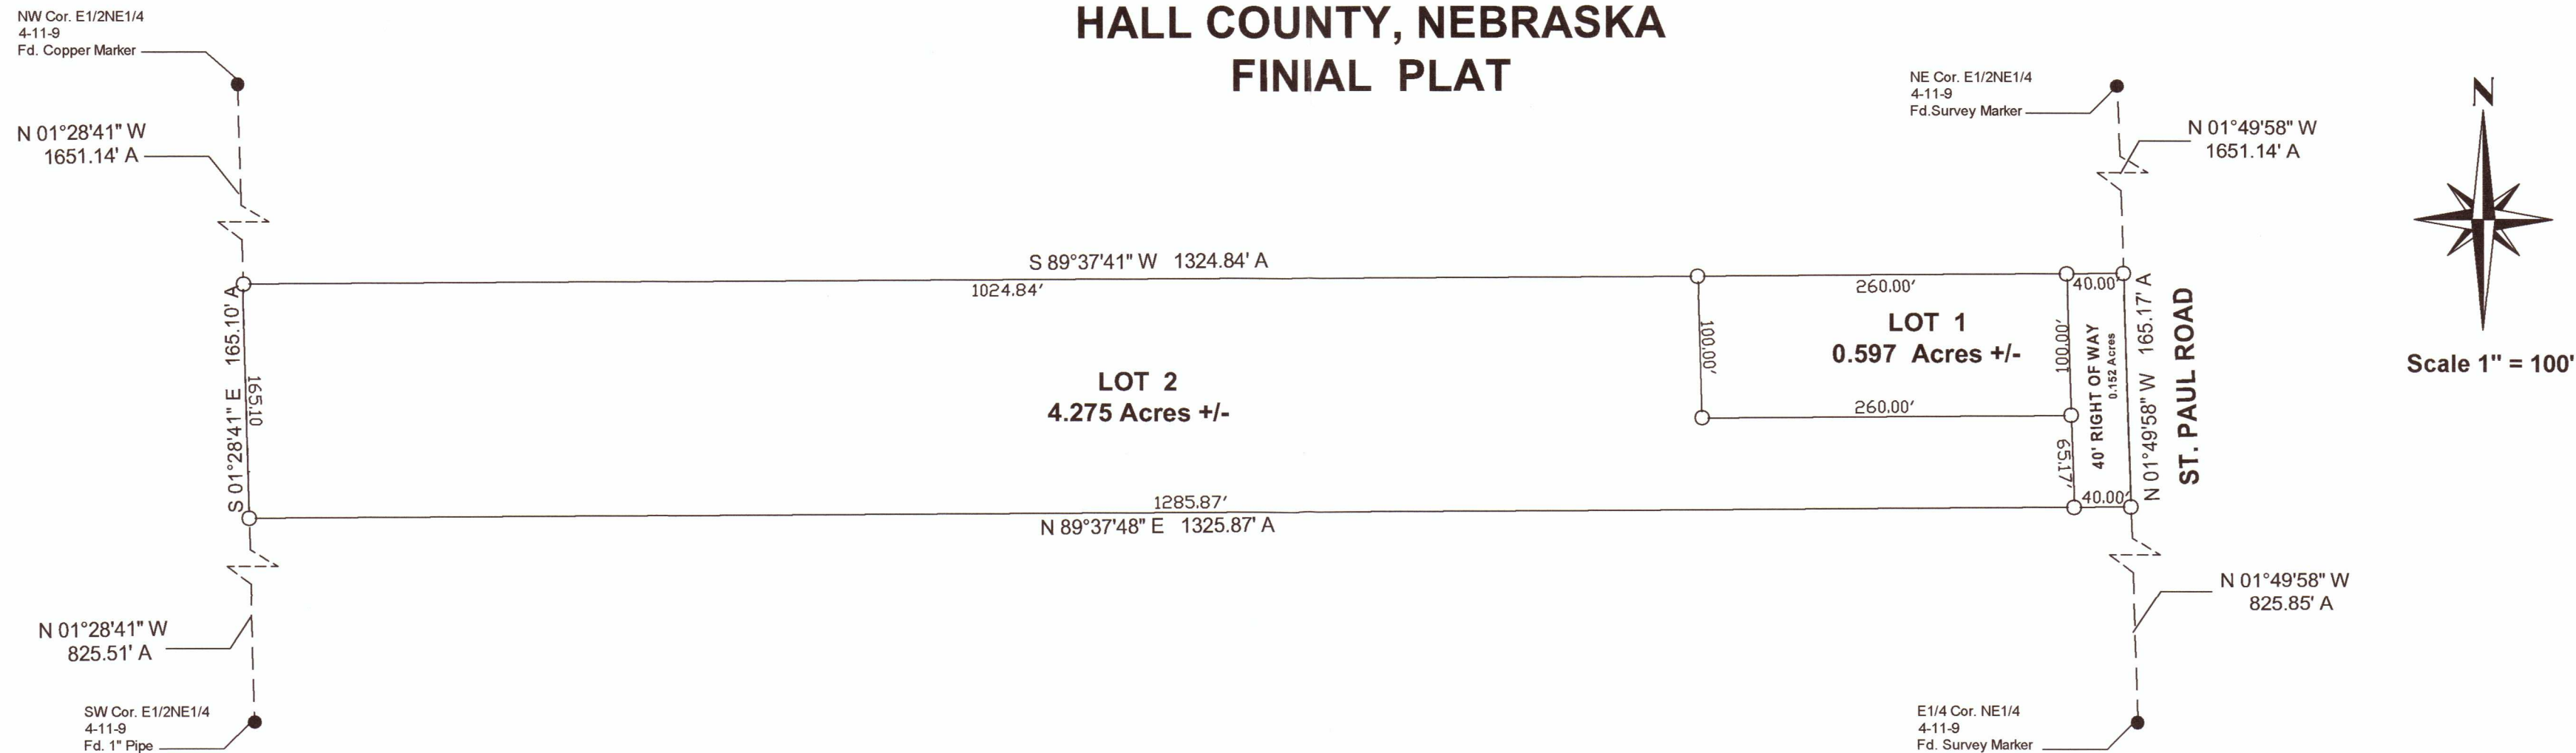 HALL COUNTY, NEBRASKA
FINIAL PLAT
NW Cor. E1/2NE1/4
4-11-9
Fd. Copper Marker
NE Cor. E1/2NE1/4
4-11-9
Fd.Survey Marker
N
N 01°28'41" W
1651.14' A
N 01°49'58" W
1651.14' A
S 89°37'41" W 1324.84' A
1024.84'
260.00'
40.00'
S 01°28'41" E 165.10' A
165.10
100.00'
LOT 1
0.597 Acres +/-
100.00'
40' RIGHT OF WAY
0.152 Acres
N 01°49'58" W 165.17' A
ST. PAUL ROAD
Scale 1" = 100'
LOT 2
4.275 Acres +/-
260.00'
65.17'
1285.87'
40.00'
N 89°37'48" E 1325.87' A
N 01°28'41" W
825.51' A
N 01°49'58" W
825.85' A
SW Cor. E1/2NE1/4
4-11-9
Fd. 1" Pipe
E1/4 Cor. NE1/4
4-11-9
Fd. Survey Marker